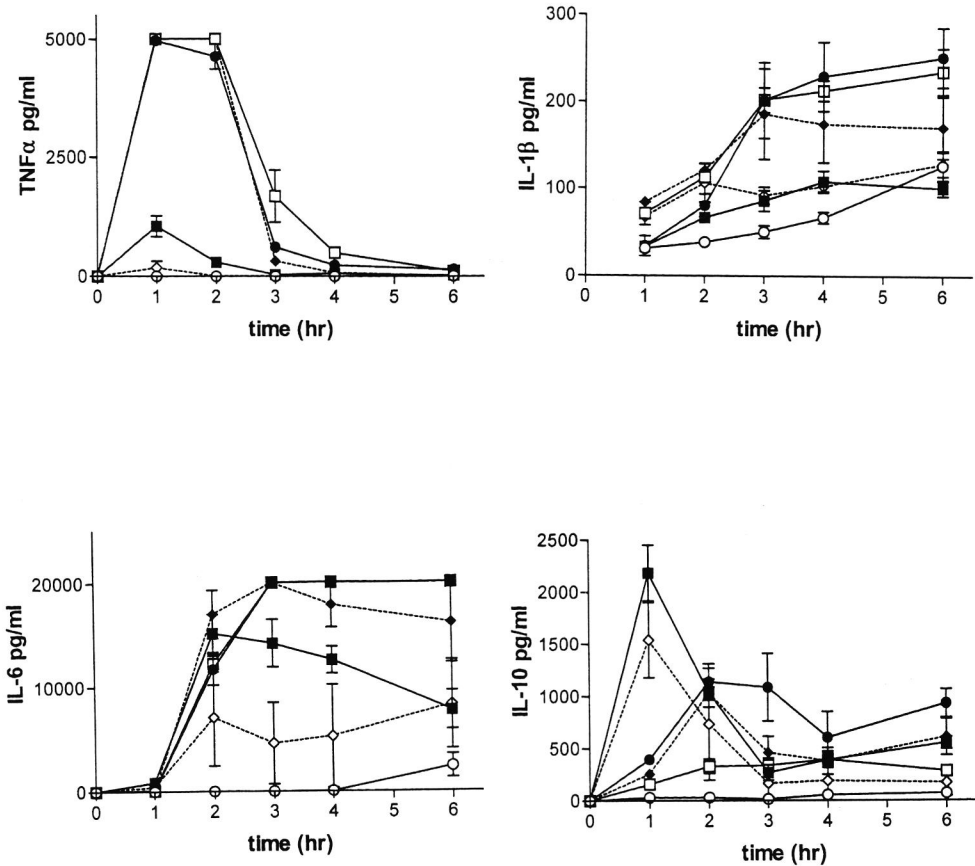 5000
2500
0
TNFα pg/ml
0 1 2 3 4 5 6
time (hr)
300
200
100
0
IL-1β pg/ml
0 1 2 3 4 5 6
time (hr)
20000
10000
0
IL-6 pg/ml
0 1 2 3 4 5 6
time (hr)
2500
2000
1500
1000
500
0
IL-10 pg/ml
0 1 2 3 4 5 6
time (hr)